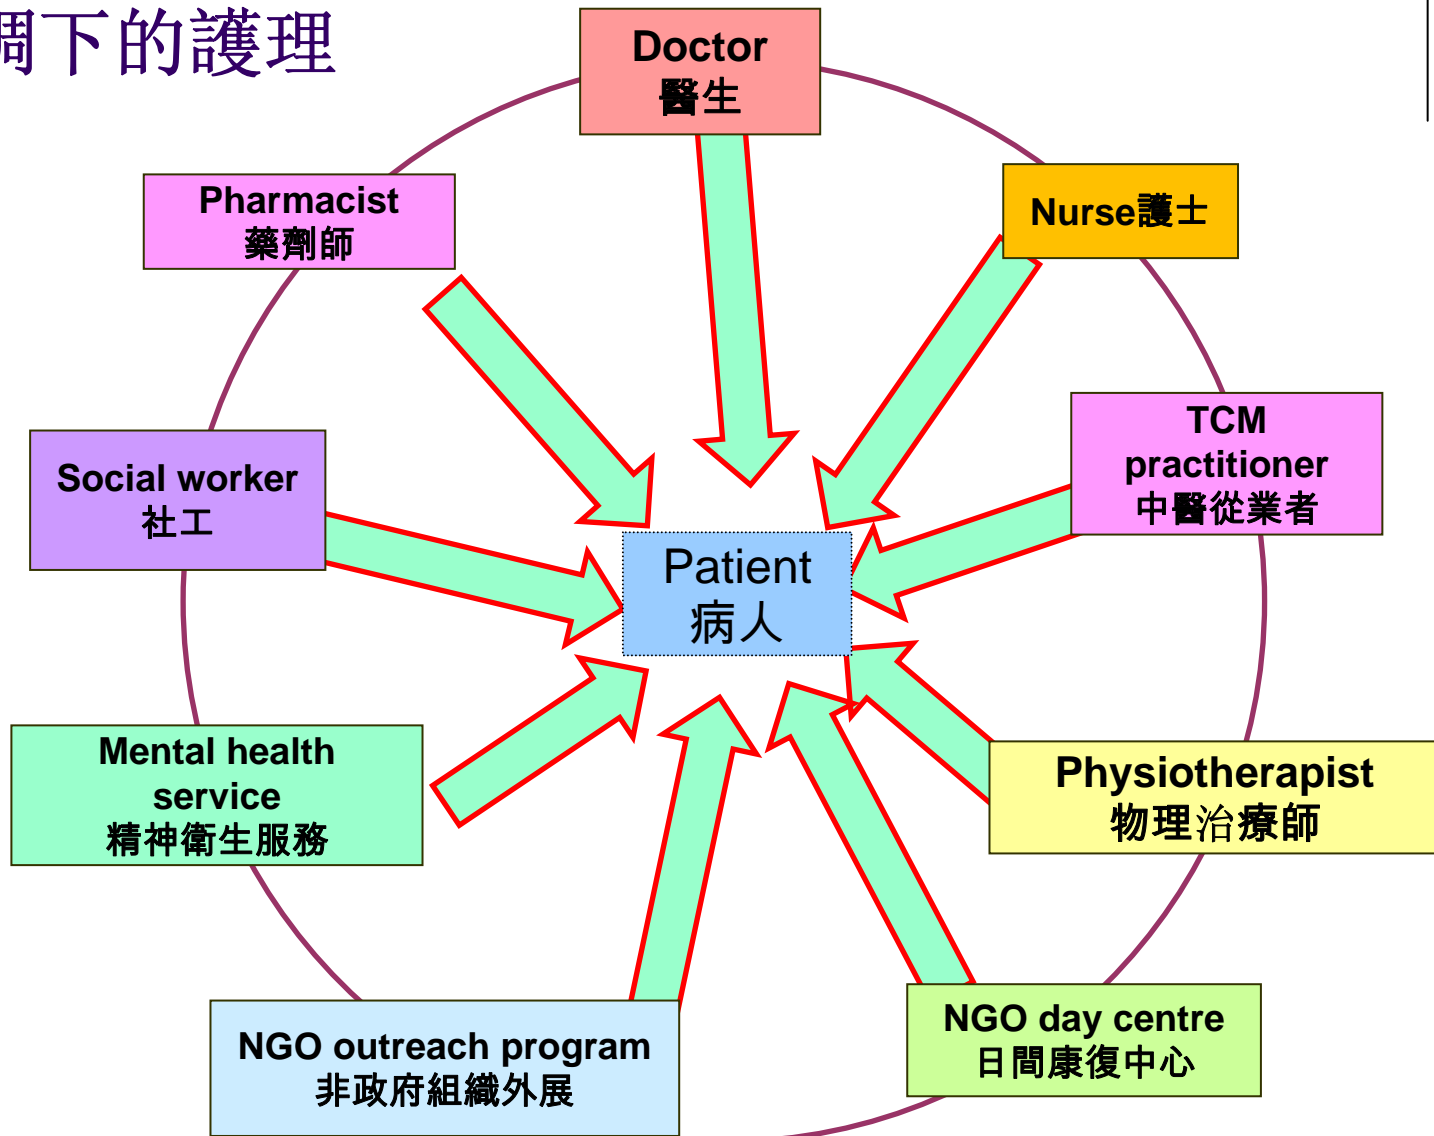 調下的護理
Doctor
醫生
Pharmacist
藥劑師
Nurse護士
TCM
practitioner
中醫從業者
Social worker
社工
Patient
病人
Mental health
service
精神衛生服務
Physiotherapist
物理治療師
NGO outreach program
非政府組織外展
NGO day centre
日間康復中心